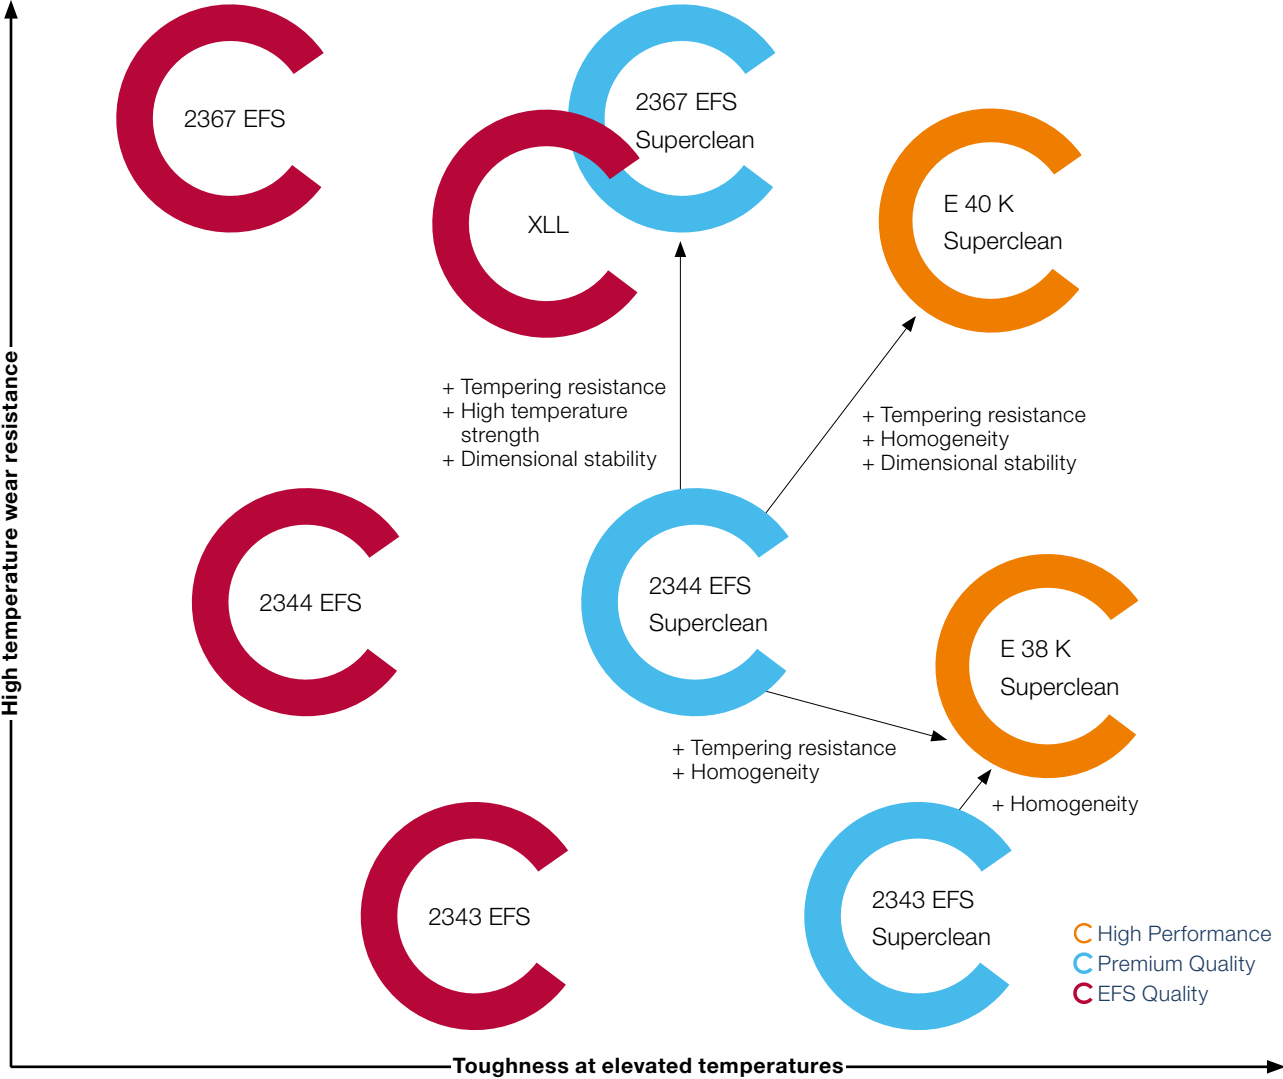 High temperature wear resistance
2367 EFS
2367 EFS
Superclean
XLL
E 40 K
Superclean
+ Tempering resistance
+ High temperature
strength
+ Dimensional stability
+ Tempering resistance
+ Homogeneity
+ Dimensional stability
2344 EFS
2344 EFS
Superclean
E 38 K
Superclean
+ Tempering resistance
+ Homogeneity
+ Homogeneity
2343 EFS
2343 EFS
Superclean
High Performance
Premium Quality
EFS Quality
Toughness at elevated temperatures